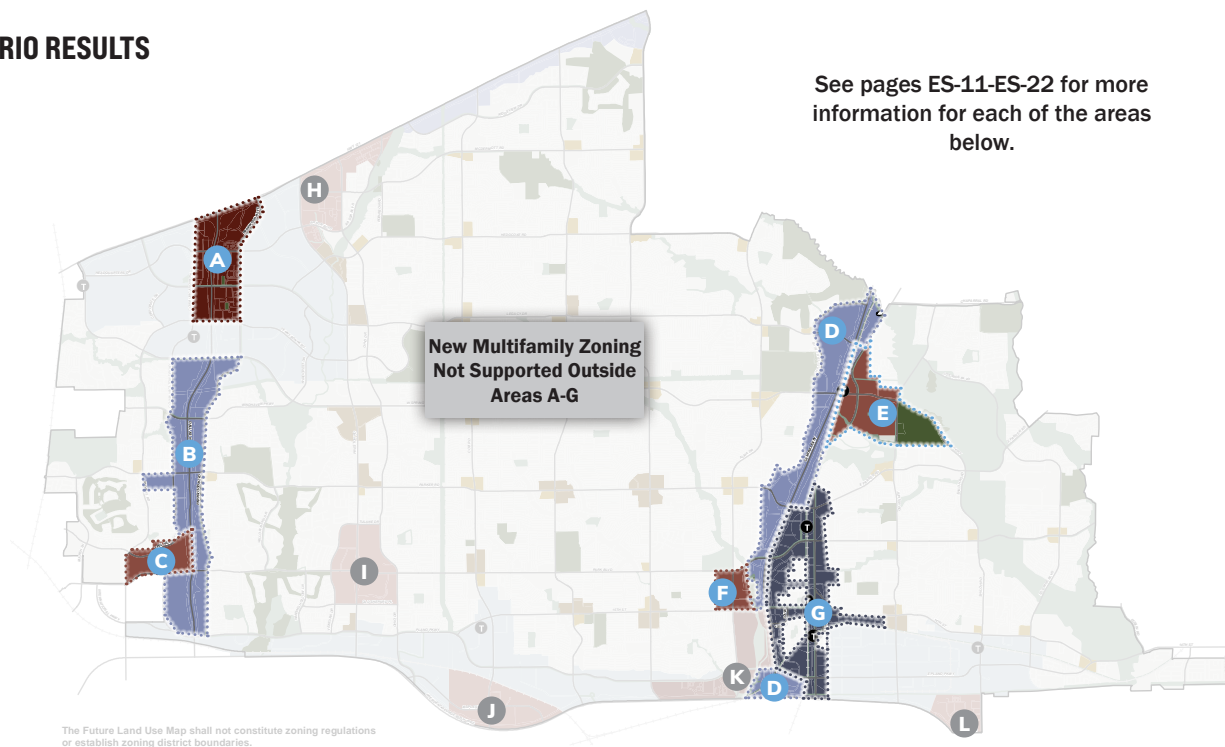 RIO RESULTS
See pages ES-11-ES-22 for more
information for each of the areas
below.
H
A
T
T
New Multifamily Zoning
Not Supported Outside
Areas A-G
D
E
B
T
C
I
F
G
T
T
T
K
D
J
L
The Future Land Use Map shall not constitute zoning regulations
or establish zoning district boundaries.